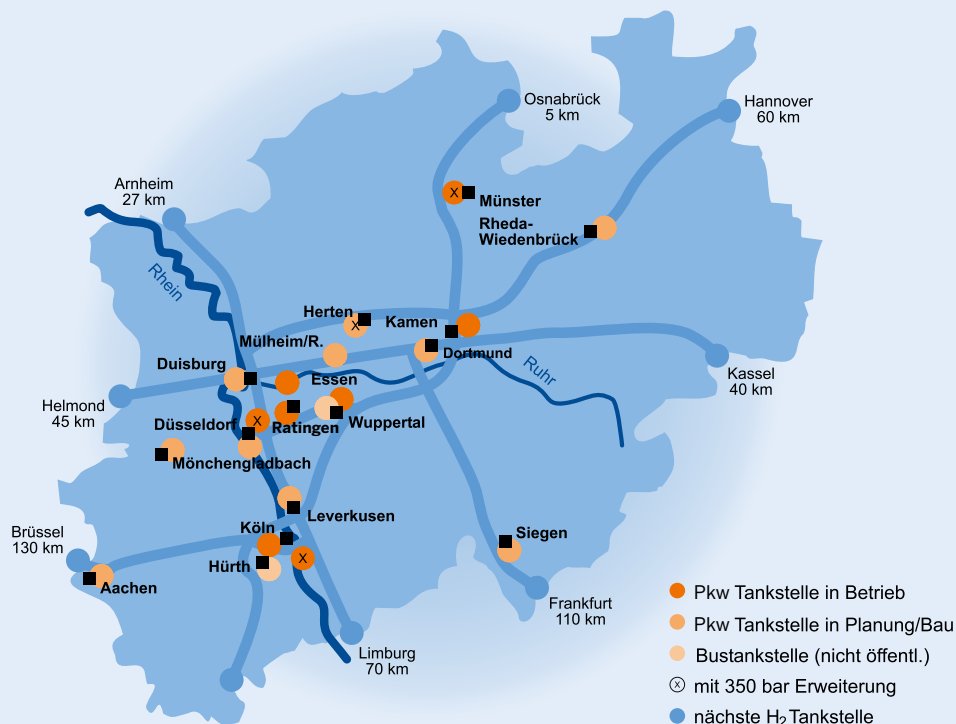 Osnabrück
5 km
Hannover
60 km
Arnheim
27 km
X
Münster
Rheda-
Wiedenbrück
Rhein
Herten
X
Kamen
Mülheim/R.
Dortmund
Duisburg
Essen
Ruhr
Kassel
40 km
Helmond
45 km
Düsseldorf
X
Ratingen
Wuppertal
Mönchengladbach
Leverkusen
Köln
Siegen
Brüssel
130 km
X
Hürth
Aachen
Frankfurt
110 km
Limburg
70 km
Pkw Tankstelle in Betrieb
Pkw Tankstelle in Planung/Bau
Bustankstelle (nicht öffentl.)
X mit 350 bar Erweiterung
nächste H₂ Tankstelle